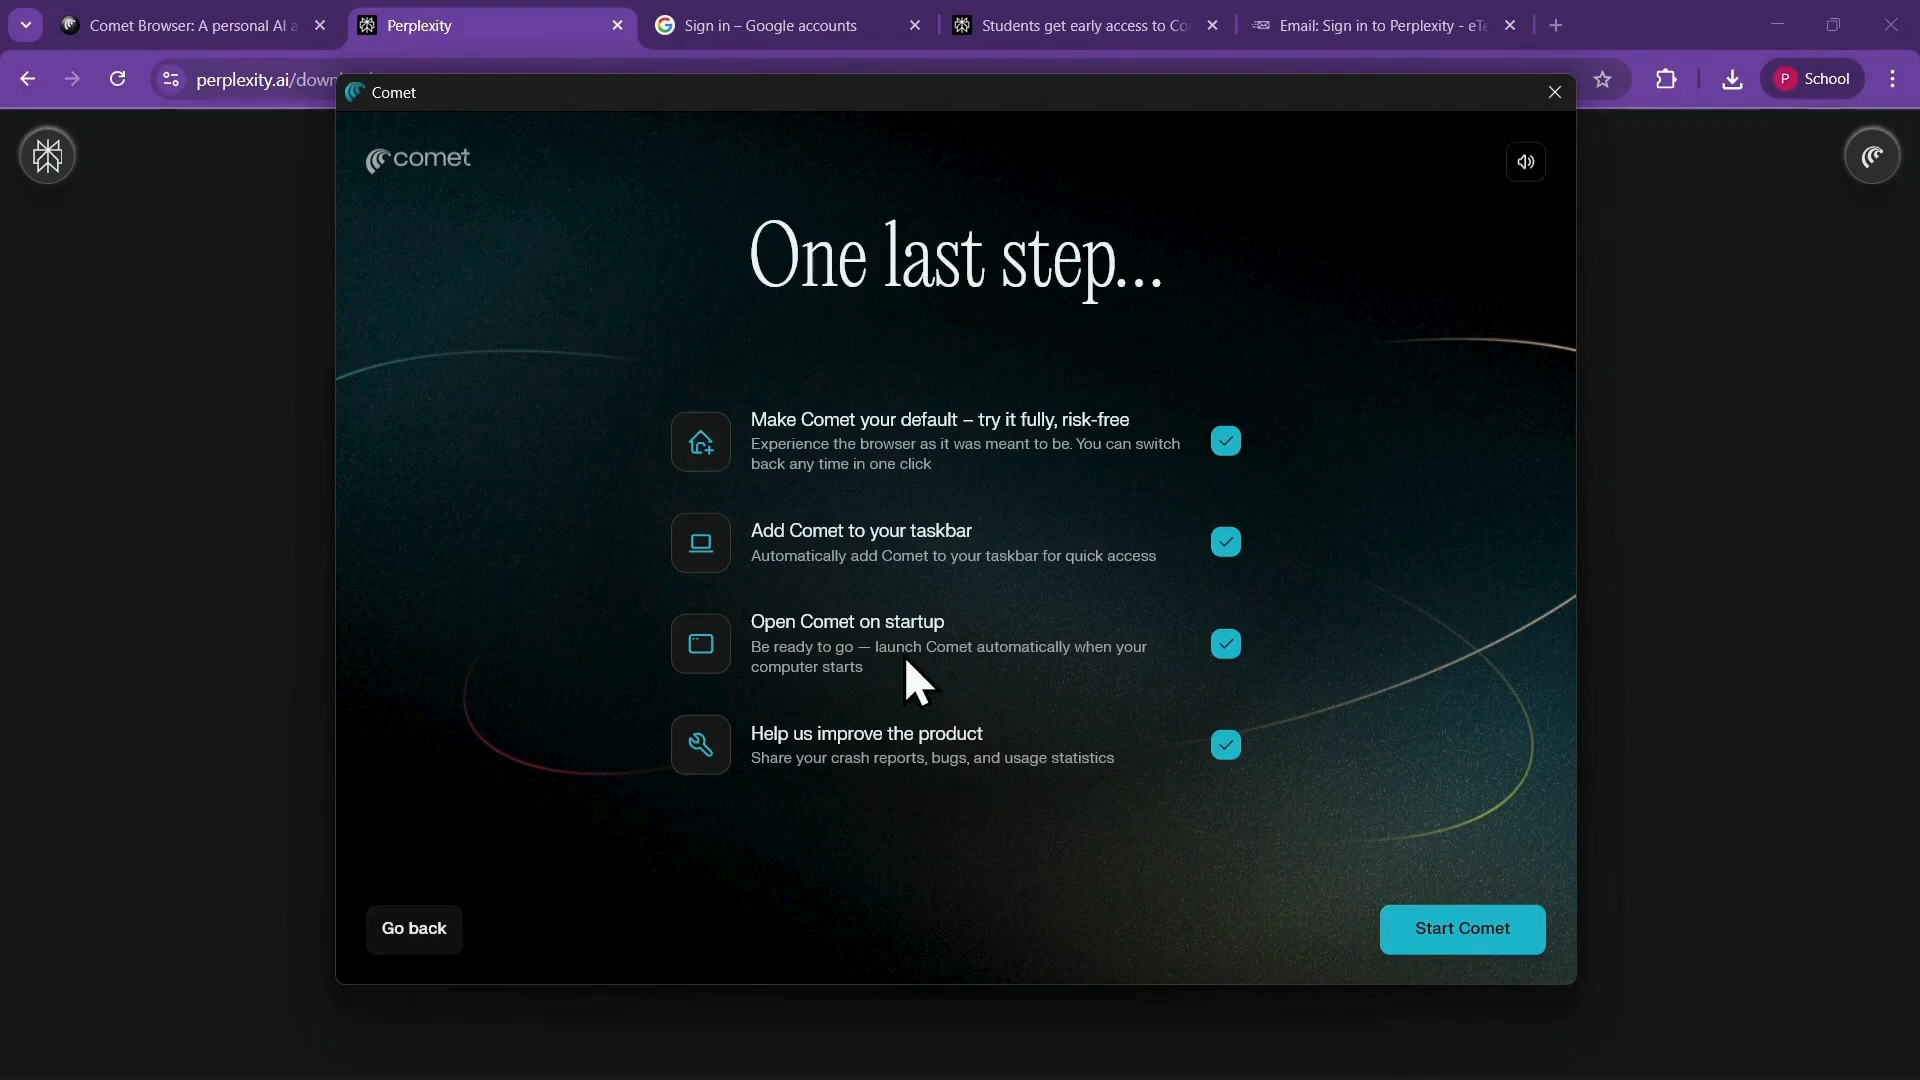 Comet Browser: A personal AI a
Perplexity
Sign in – Google accounts
Students get early access to Co
Email: Sign in to Perplexity - eTe
perplexity.ai/down
P School
Comet
comet
One last step...
Make Comet your default – try it fully, risk-free
Experience the browser as it was meant to be. You can switch
back any time in one click
Add Comet to your taskbar
Automatically add Comet to your taskbar for quick access
Open Comet on startup
Be ready to go — launch Comet automatically when your
computer starts
Help us improve the product
Share your crash reports, bugs, and usage statistics
Go back
Start Comet